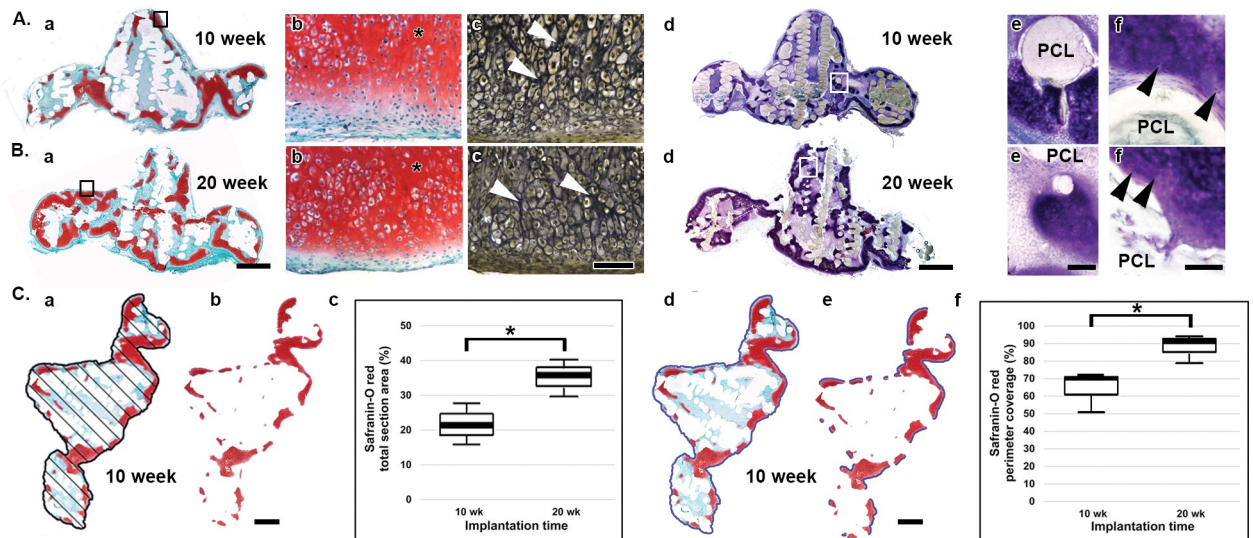 A. a
10 week
b
*
c
d
10 week
e
PCL
f
PCL
B. a
20 week
b
*
c
d
20 week
e
PCL
f
PCL
C. a
10 week
b
c
Safranin-O red
total section area (%)
50
40
30
20
10
0
*
10 wk
20 wk
Implantation time
d
10 week
e
f
Safranin-O red
perimeter coverage (%)
100
90
80
70
60
50
40
30
20
10
0
*
10 wk
20 wk
Implantation time